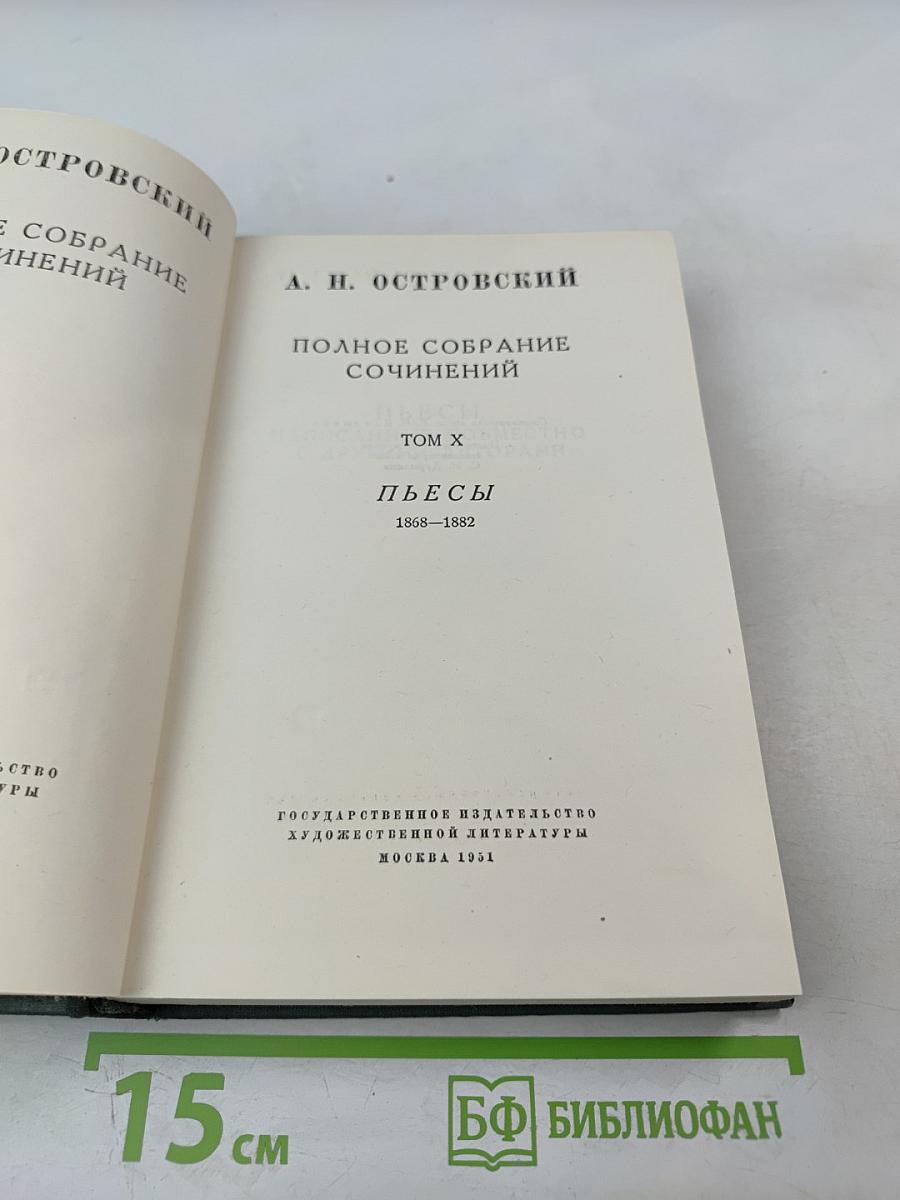 ОСТРОВСКИЙ
Е СОБРАНИЕ
ИНЕНИЙ
ЬСТВО
УРЫ
А. Н. ОСТРОВСКИЙ
ПОЛНОЕ СОБРАНИЕ
СОЧИНЕНИЙ
ТОМ X
ПЬЕСЫ
1868—1882
ГОСУДАРСТВЕННОЕ ИЗДАТЕЛЬСТВО
ХУДОЖЕСТВЕННОЙ ЛИТЕРАТУРЫ
МОСКВА 1951
15 см
БФ БИБЛИОФАН